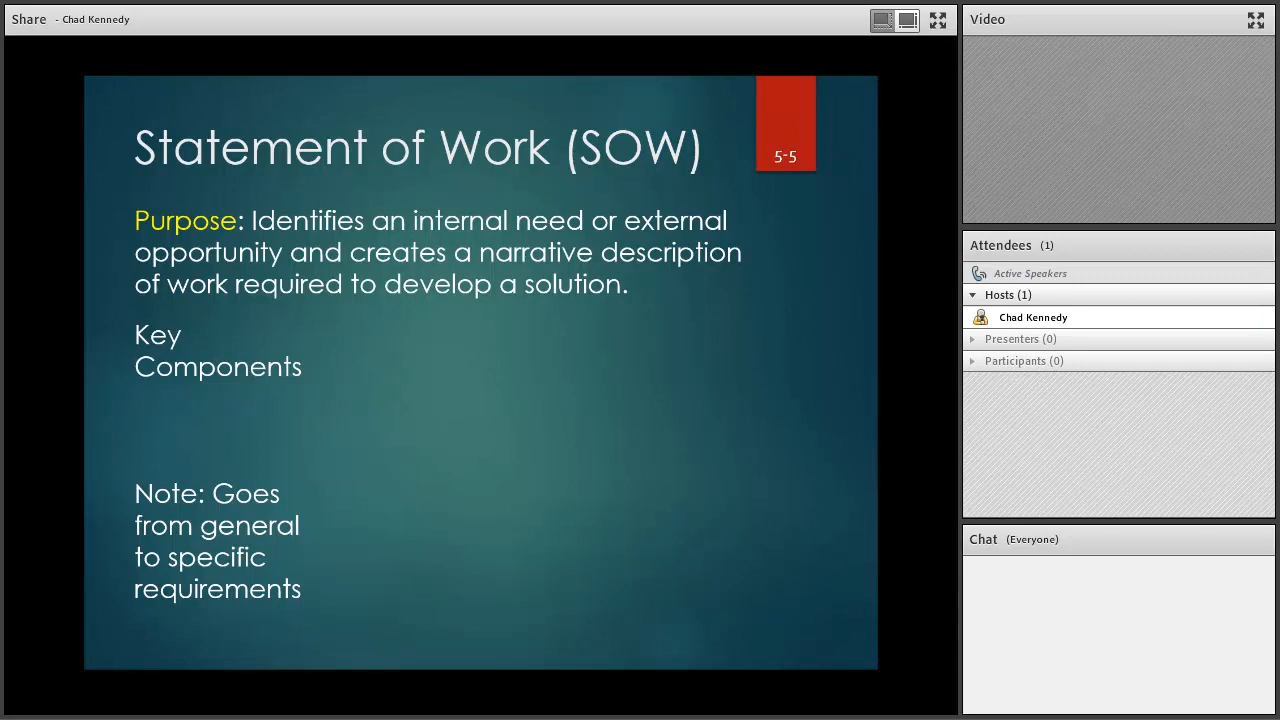 Share - Chad Kennedy
Statement of Work (SOW)
5-5
Purpose: Identifies an internal need or external
opportunity and creates a narrative description
of work required to develop a solution.
Key
Components
Note: Goes
from general
to specific
requirements
Video
Attendees (1)
Active Speakers
Hosts (1)
Chad Kennedy
Presenters (0)
Participants (0)
Chat (Everyone)